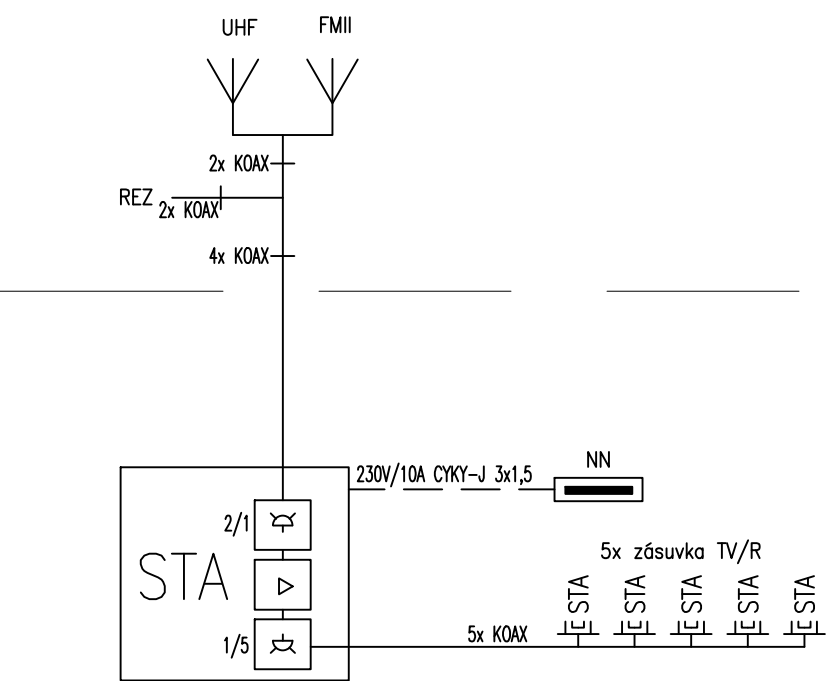 UHF
FMII
2x KOAX
REZ
2x KOAX
4x KOAX
230V/10A CYKY-J 3x1,5
NN
2/1
STA
1/5
5x KOAX
5x zásuvka TV/R
STA
STA
STA
STA
STA